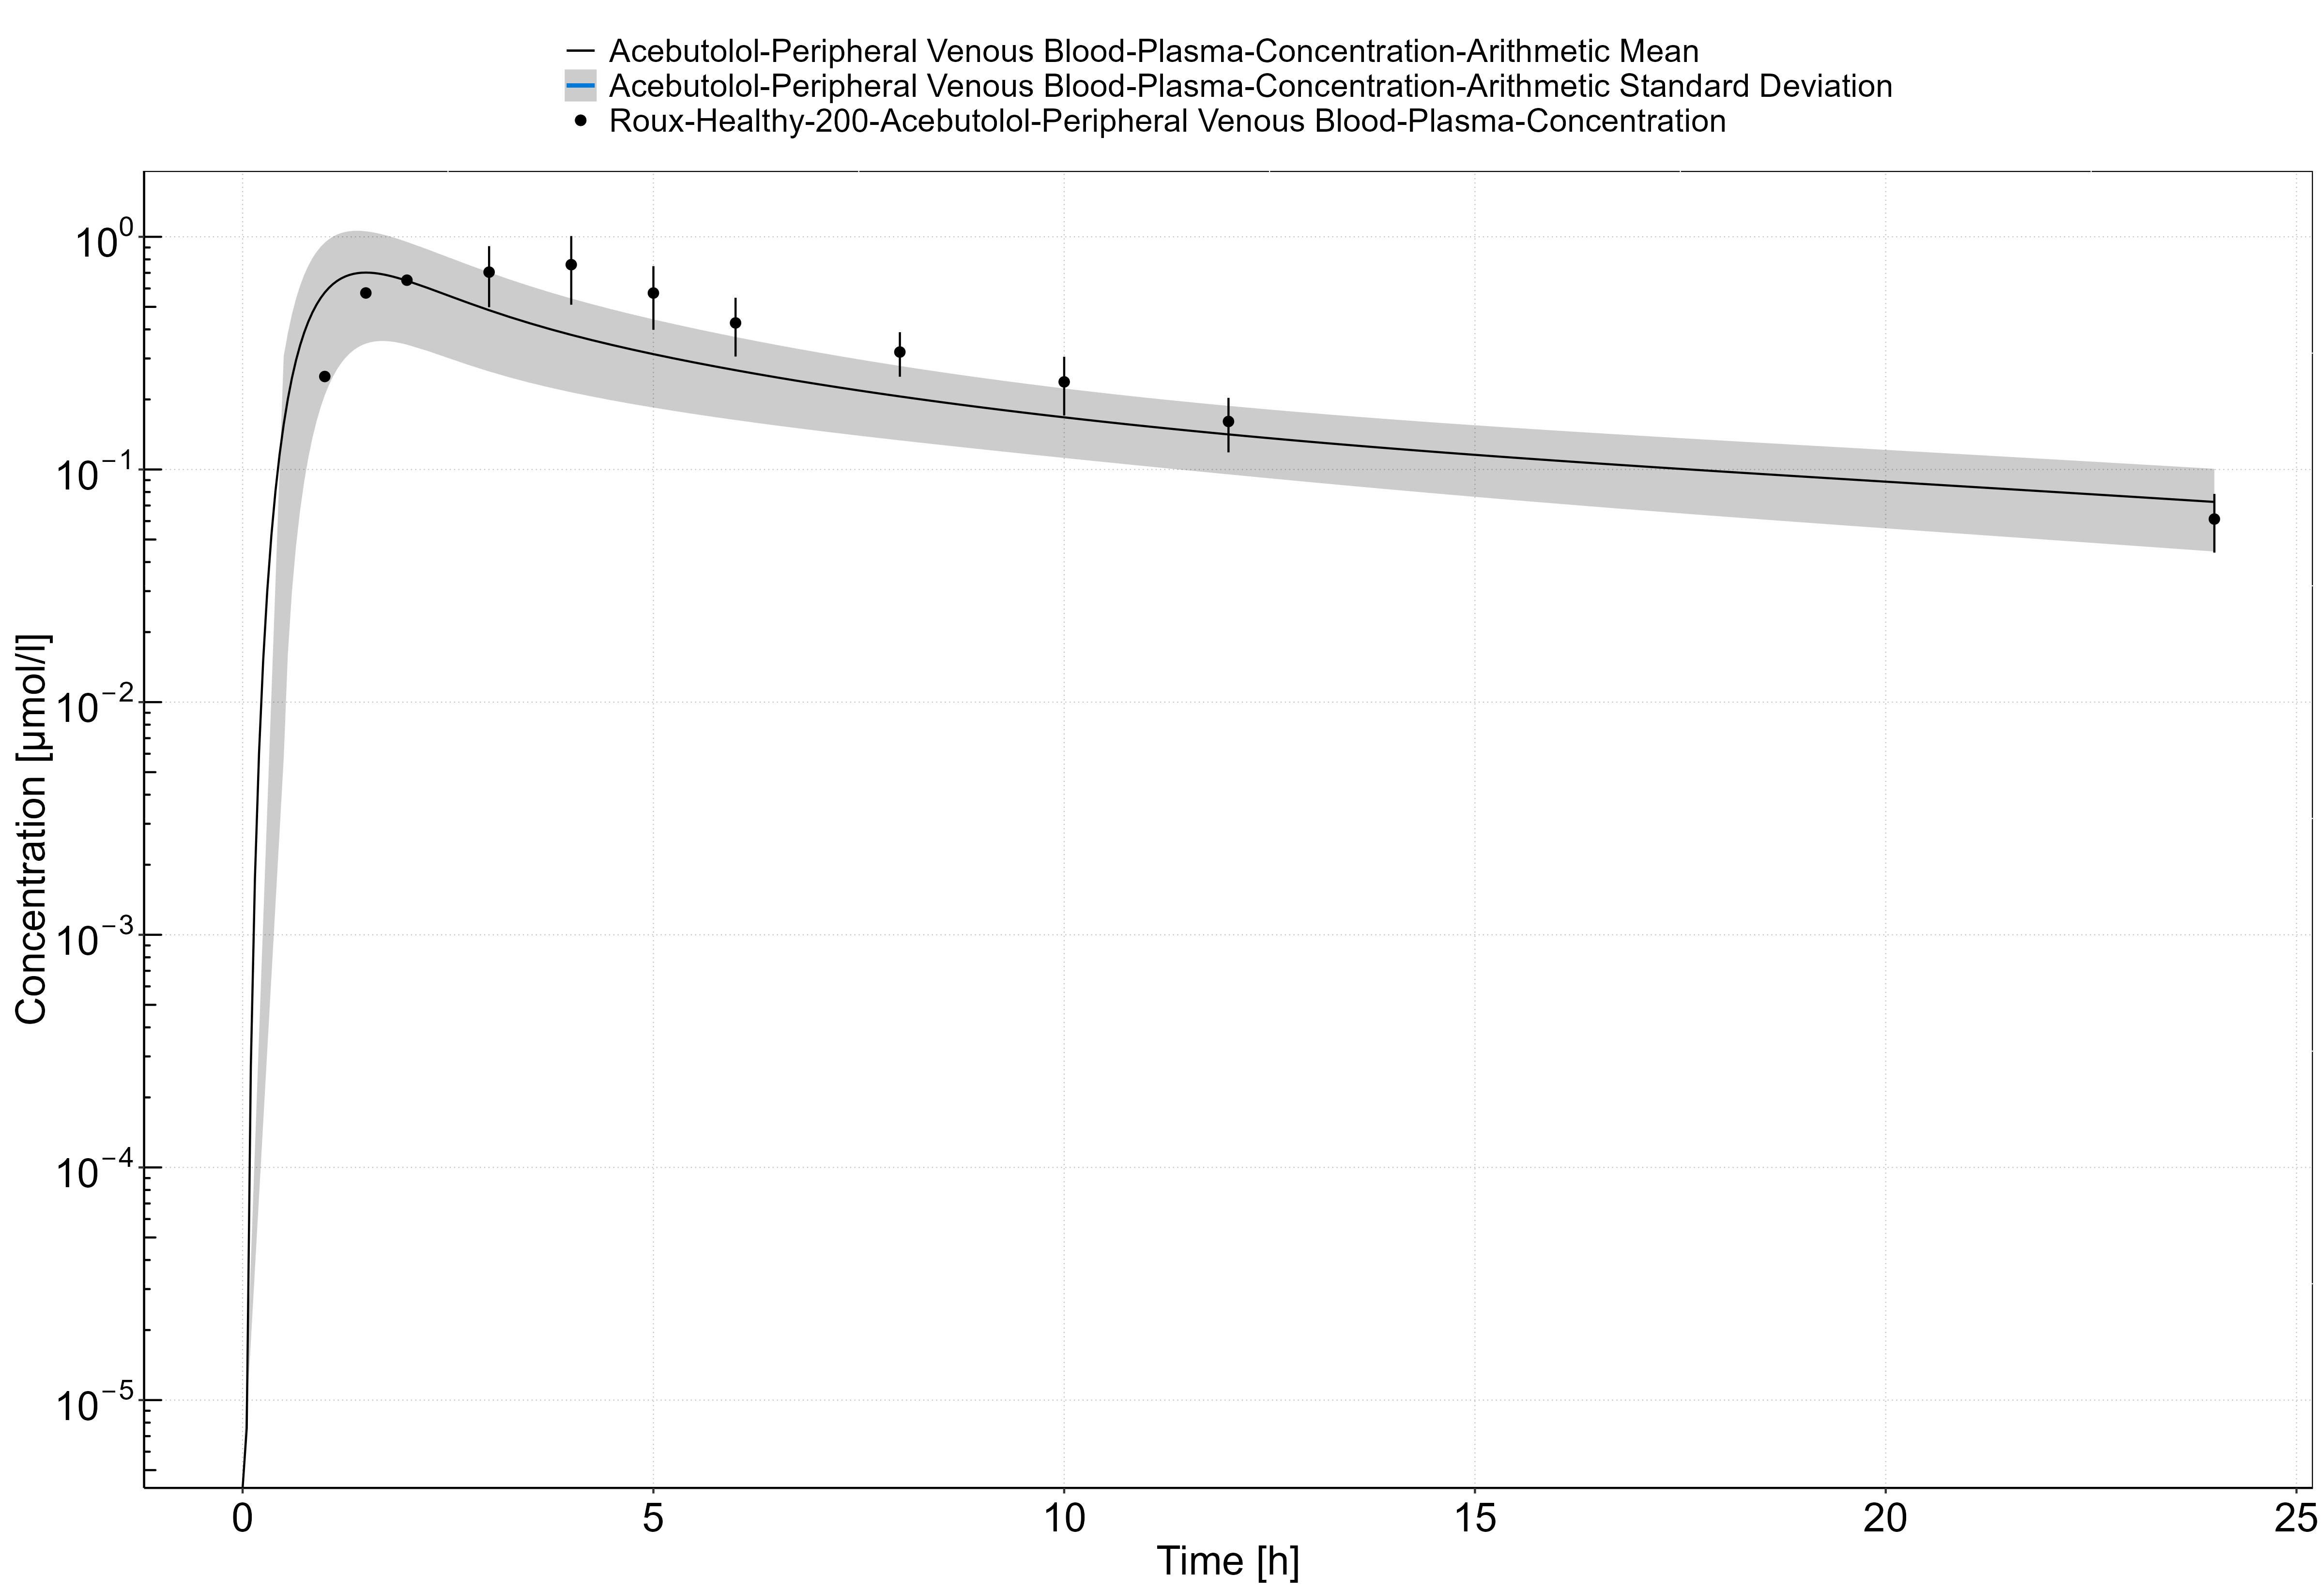 Acebutolol-Peripheral Venous Blood-Plasma-Concentration-Arithmetic Mean
Acebutolol-Peripheral Venous Blood-Plasma-Concentration-Arithmetic Standard Deviation
Roux-Healthy-200-Acebutolol-Peripheral Venous Blood-Plasma-Concentration
Concentration [µmol/l]
10⁰
10⁻¹
10⁻²
10⁻³
10⁻⁴
10⁻⁵
0 5 10 15 20 25
Time [h]